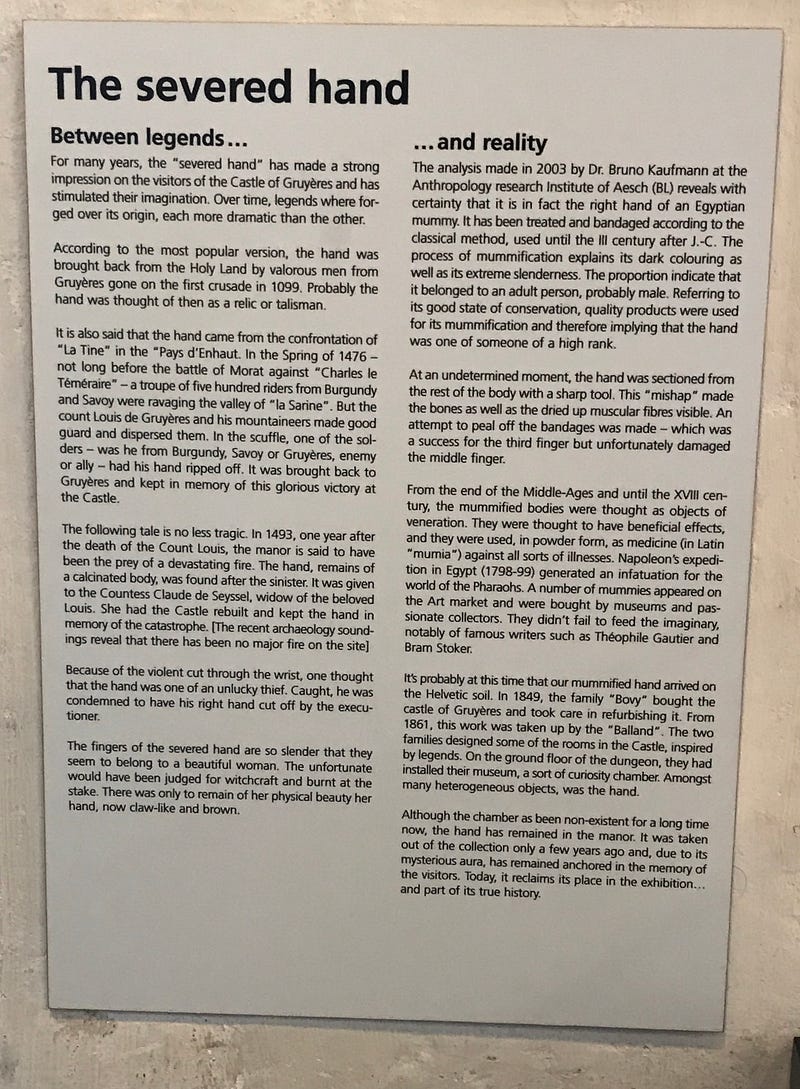 The severed hand
Between legends...
For many years, the "severed hand" has made a strong
impression on the visitors of the Castle of Gruyères and has
stimulated their imagination. Over time, legends where for-
ged over its origin, each more dramatic than the other.
According to the most popular version, the hand was
brought back from the Holy Land by valorous men from
Gruyères gone on the first crusade in 1099. Probably the
hand was thought of then as a relic or talisman.
It is also said that the hand came from the confrontation of
"La Tine" in the "Pays d'Enhaut. In the Spring of 1476 –
not long before the battle of Morat against "Charles le
Téméraire" – a troupe of five hundred riders from Burgundy
and Savoy were ravaging the valley of "la Sarine". But the
count Louis de Gruyères and his mountaineers made good
guard and dispersed them. In the scuffle, one of the sol-
ders – was he from Burgundy, Savoy or Gruyères, enemy
or ally – had his hand ripped off. It was brought back to
Gruyères and kept in memory of this glorious victory at
the Castle.
The following tale is no less tragic. In 1493, one year after
the death of the Count Louis, the manor is said to have
been the prey of a devastating fire. The hand, remains of
a calcinated body, was found after the sinister. It was given
to the Countess Claude de Seyssel, widow of the beloved
Louis. She had the Castle rebuilt and kept the hand in
memory of the catastrophe. [The recent archaeology sound-
ings reveal that there has been no major fire on the site]
Because of the violent cut through the wrist, one thought
that the hand was one of an unlucky thief. Caught, he was
condemned to have his right hand cut off by the execu-
tioner.
The fingers of the severed hand are so slender that they
seem to belong to a beautiful woman. The unfortunate
would have been judged for witchcraft and burnt at the
stake. There was only to remain of her physical beauty her
hand, now claw-like and brown.
...and reality
The analysis made in 2003 by Dr. Bruno Kaufmann at the
Anthropology research Institute of Aesch (BL) reveals with
certainty that it is in fact the right hand of an Egyptian
mummy. It has been treated and bandaged according to the
classical method, used until the III century after J.-C. The
process of mummification explains its dark colouring as
well as its extreme slenderness. The proportion indicate that
it belonged to an adult person, probably male. Referring to
its good state of conservation, quality products were used
for its mummification and therefore implying that the hand
was one of someone of a high rank.
At an undetermined moment, the hand was sectioned from
the rest of the body with a sharp tool. This "mishap" made
the bones as well as the dried up muscular fibres visible. An
attempt to peal off the bandages was made – which was
a success for the third finger but unfortunately damaged
the middle finger.
From the end of the Middle-Ages and until the XVIII cen-
tury, the mummified bodies were thought as objects of
veneration. They were thought to have beneficial effects,
and they were used, in powder form, as medicine (in Latin
"mumia") against all sorts of illnesses. Napoleon's expedi-
tion in Egypt (1798-99) generated an infatuation for the
world of the Pharaohs. A number of mummies appeared on
the Art market and were bought by museums and pas-
sionate collectors. They didn't fail to feed the imaginary,
notably of famous writers such as Théophile Gautier and
Bram Stoker.
It's probably at this time that our mummified hand arrived on
the Helvetic soil. In 1849, the family "Bovy" bought the
castle of Gruyères and took care in refurbishing it. From
1861, this work was taken up by the "Balland". The two
families designed some of the rooms in the Castle, inspired
by legends. On the ground floor of the dungeon, they had
installed their museum, a sort of curiosity chamber. Amongst
many heterogeneous objects, was the hand.
Although the chamber as been non-existent for a long time
now, the hand has remained in the manor. It was taken
out of the collection only a few years ago and, due to its
mysterious aura, has remained anchored in the memory of
the visitors. Today, it reclaims its place in the exhibition...
and part of its true history.